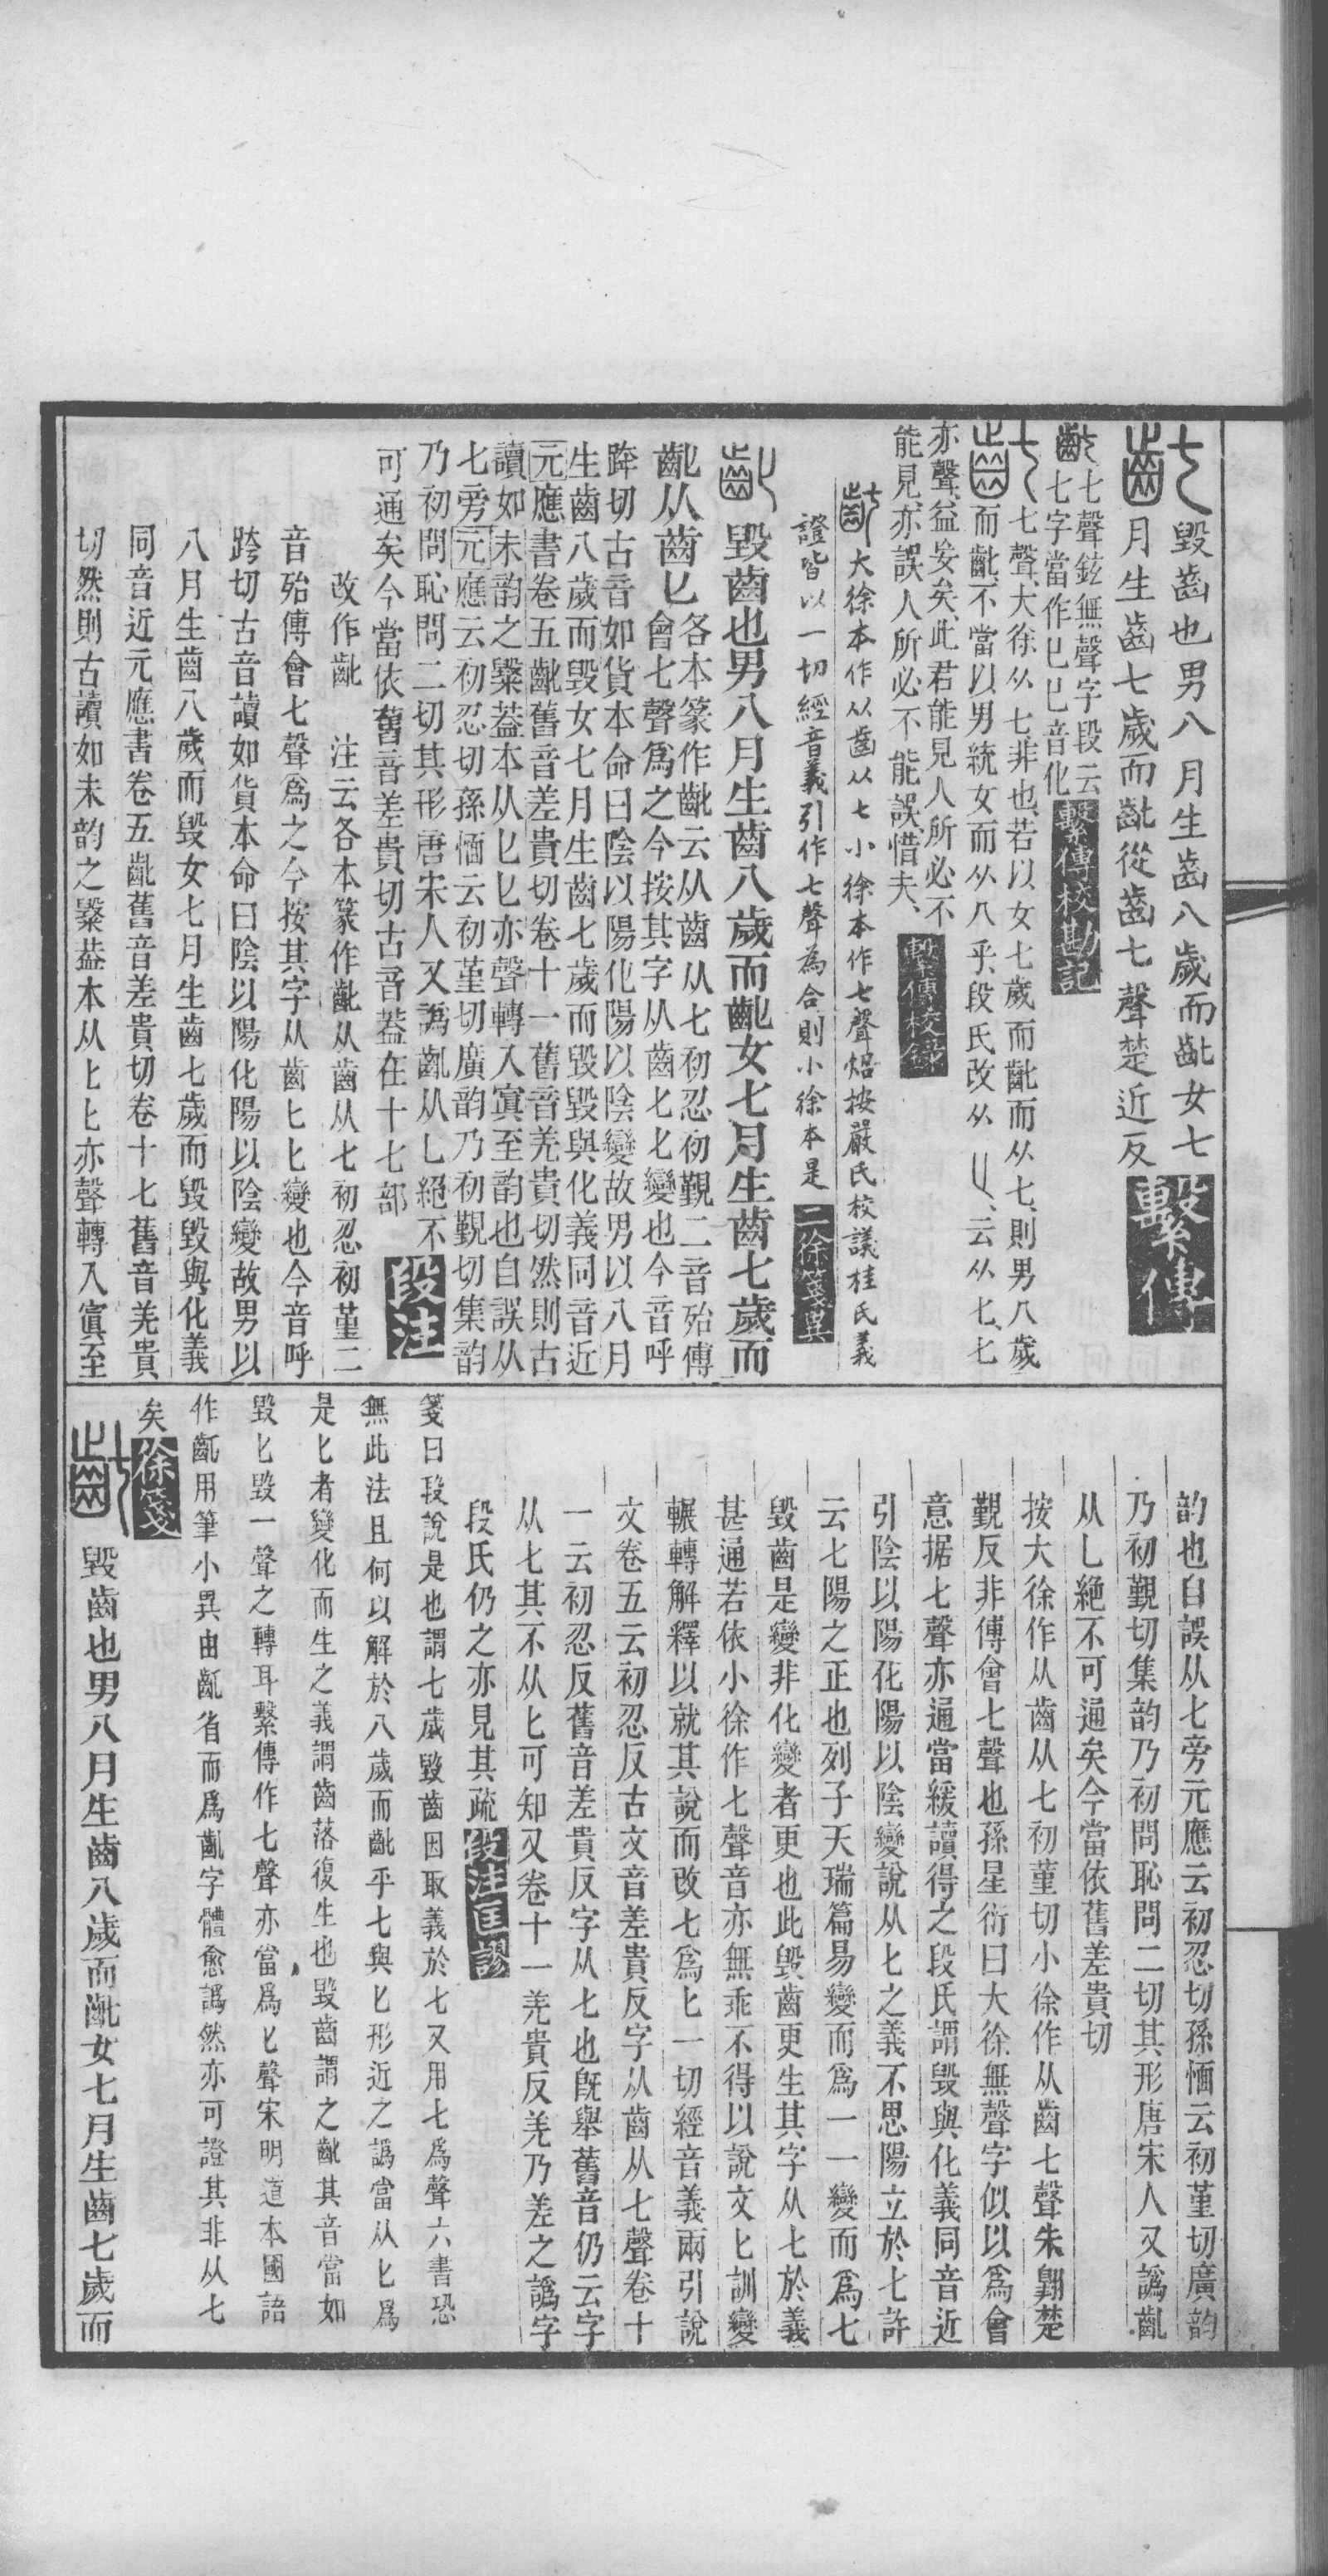 毀齒也男八月生齒八歲而齔女七
月生齒七歲而齔從齒七聲楚近反
繫傳
七聲鉉無聲字段云
七字當作匕匕音化
繫傳校勘記
七聲、大徐从七、非也、若以女七歲而齔而从七、則男八歲
而齔、不當以男統女而从八乎、段氏改从匕、云从七、七
亦聲、益妄矣、此君能見人所必不
能見、亦誤人所必不能誤、惜夫、
繫傳校錄
大徐本作从齒从七小徐本作七聲焙按嚴氏校議桂氏義
證皆以一切經音義引作七聲為合則小徐本是
二徐箋異
毀齒也男八月生齒八歲而齔女七月生齒七歲而
齔从齒匕
各本篆作齔云从齒从七初忍初覲二音殆傅
會七聲爲之今按其字从齒匕匕變也今音呼
跨切古音如貨本命曰陰以陽化陽以陰變故男以八月
生齒八歲而毀女七月生齒七歲而毀毀與化義同音近
元應書卷五齔舊音差貴切卷十一舊音羌貴切然則古
讀如未韵之㯻葢本从匕匕亦聲轉入寘至韵也自誤从
七旁元應云初忍切孫愐云初堇切廣韵乃初覲切集韵
乃初問恥問二切其形唐宋人又譌齓从乚絕不
可通矣今當依舊音差貴切古音葢在十七部
段注
改作齔 注云各本篆作齔从齒从七初忍初堇二
音殆傅會七聲爲之今按其字从齒匕匕變也今音呼
跨切古音讀如貨本命曰陰以陽化陽以陰變故男以
八月生齒八歲而毀女七月生齒七歲而毀毀與化義
同音近元應書卷五齔舊音差貴切卷十七舊音羌貴
切然則古讀如未韵之㯻葢本从匕匕亦聲轉入寘至
韵也自誤从七旁元應云初忍切孫愐云初堇切廣韵
乃初覲切集韵乃初問恥問二切其形唐宋人又譌齓
从乚絕不可通矣今當依舊差貴切
按大徐作从齒从七初堇切小徐作从齒七聲朱翱楚
覲反非傅會七聲也孫星衍曰大徐無聲字似以爲會
意据七聲亦通當緩讀得之段氏謂毀與化義同音近
引陰以陽化陽以陰變說从匕之義不思陽立於七許
云七陽之正也列子天瑞篇易變而爲一一變而爲七
毀齒是變非化變者更也此毀齒更生其字从七於義
甚通若依小徐作七聲音亦無乖不得以說文匕訓變
輾轉解釋以就其說而改七爲匕一切經音義兩引說
文卷五云初忍反古文音差貴反字从齒从七聲卷十
一云初忍反舊音差貴反字从七也旣舉舊音仍云字
从七其不从匕可知又卷十一羌貴反羌乃差之譌字
段氏仍之亦見其疏
段注匡謬
箋曰段說是也謂七歲毀齒因取義於七又用七爲聲六書恐
無此法且何以解於八歲而齔乎七與匕形近之譌當从匕爲
是匕者變化而生之義謂齒落復生也毀齒謂之齔其音當如
毀匕毀一聲之轉耳繫傳作七聲亦當爲匕聲宋明道本國語
作齓用筆小異由齔省而爲齓字體愈譌然亦可證其非从七
矣
徐箋
毀齒也男八月生齒八歲而齔女七月生齒七歲而